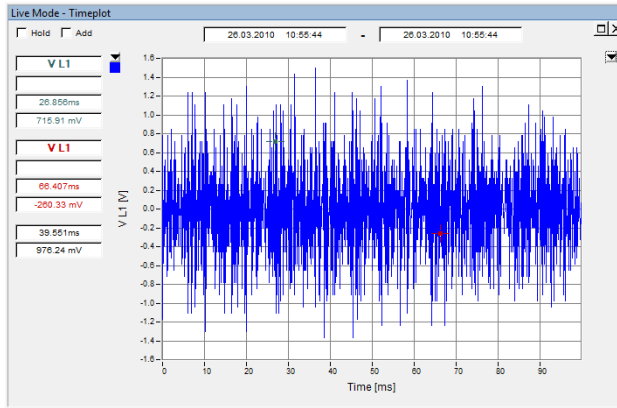 Live Mode - Timeplot
Hold Add 26.03.2010 10:55:44 - 26.03.2010 10:55:44
V L1
26.856ms
715.91 mV
V L1
66.407ms
-260.33 mV
39.551ms
976.24 mV
V L1 [V]
1.6
1.4
1.2
1.0
0.8
0.6
0.4
0.2
0.0
-0.2
-0.4
-0.6
-0.8
-1.0
-1.2
-1.4
-1.6
0 10 20 30 40 50 60 70 80 90
Time [ms]